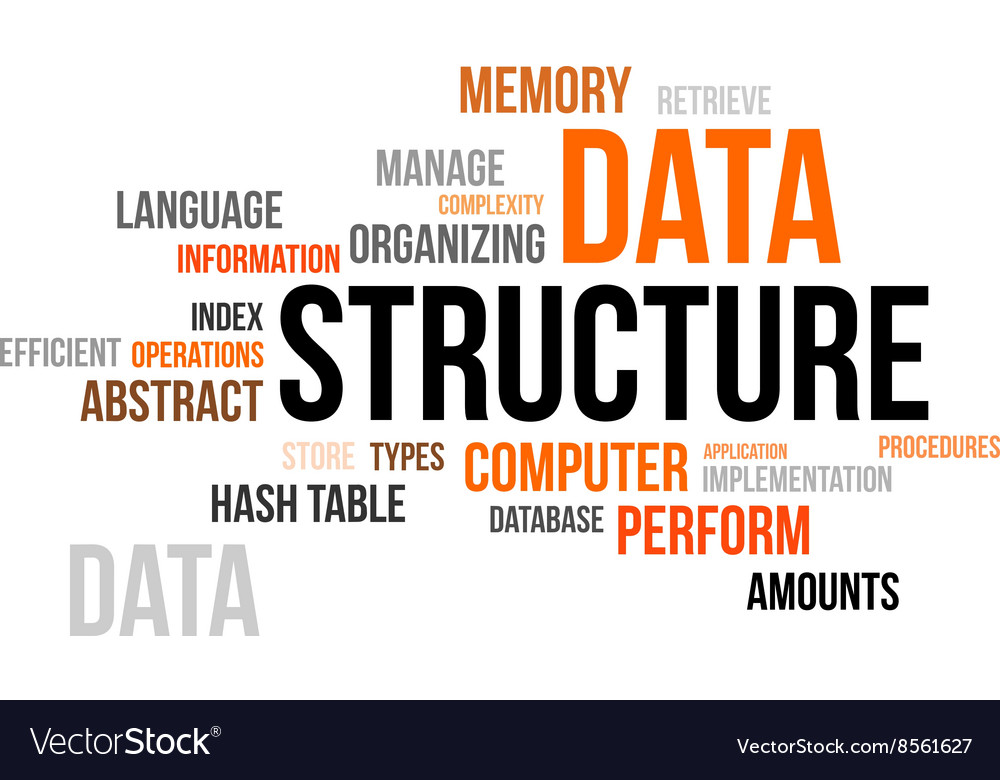 MEMORY
RETRIEVE
DATA
MANAGE
LANGUAGE
COMPLEXITY
ORGANIZING
INFORMATION
INDEX
STRUCTURE
EFFICIENT
OPERATIONS
ABSTRACT
STORE
TYPES
COMPUTER
APPLICATION
PROCEDURES
IMPLEMENTATION
HASH TABLE
DATABASE
PERFORM
DATA
AMOUNTS
VectorStock®
VectorStock.com/8561627